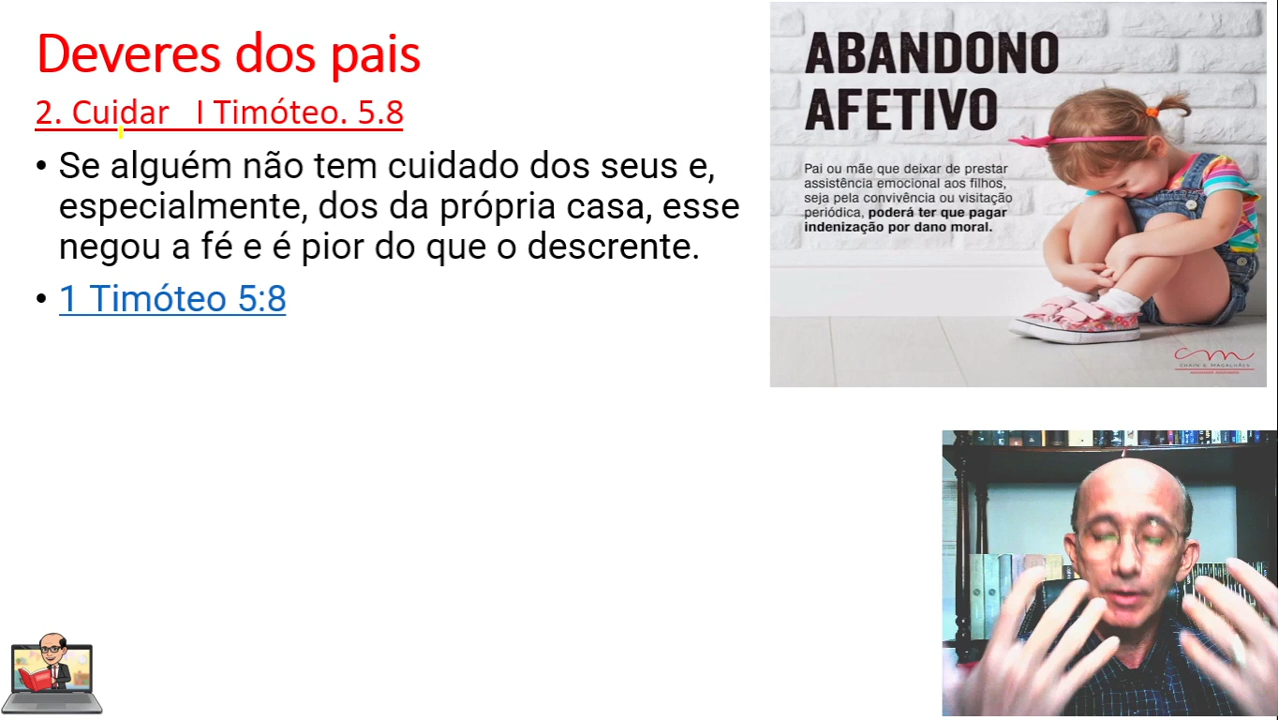 Deveres dos pais
2. Cuidar I Timóteo. 5.8
• Se alguém não tem cuidado dos seus e,
especialmente, dos da própria casa, esse
negou a fé e é pior do que o descrente.
• 1 Timóteo 5:8
ABANDONO
AFETIVO
Pai ou mãe que deixar de prestar
assistência emocional aos filhos,
seja pela convivência ou visitação
periódica, poderá ter que pagar
indenização por dano moral.
cm
CHAIN & MAGALHÃES